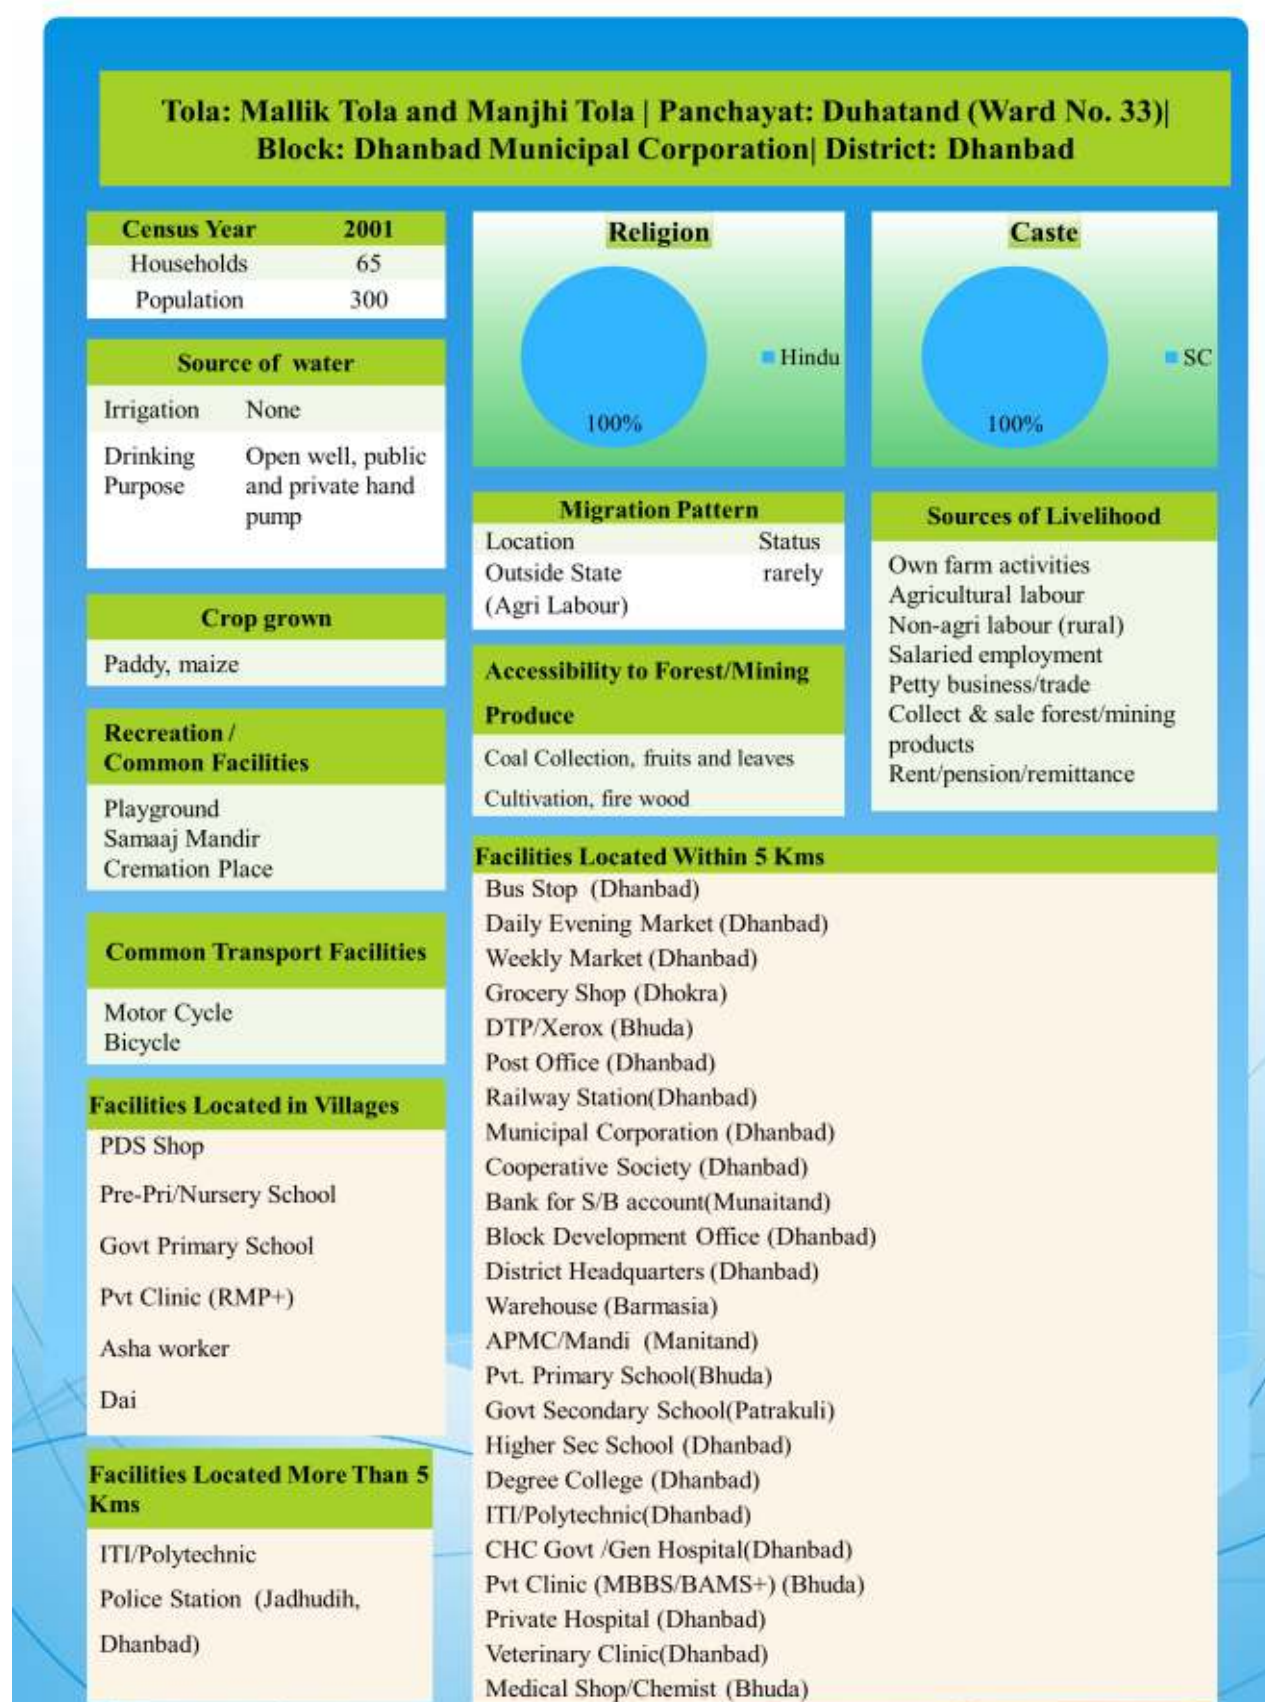 Tola: Mallik Tola and Manjhi Tola | Panchayat: Duhatand (Ward No. 33)|
Block: Dhanbad Municipal Corporation| District: Dhanbad
Census Year 2001
Households 65
Population 300
Source of water
Irrigation None
Drinking Purpose Open well, public
and private hand
pump
Crop grown
Paddy, maize
Recreation /
Common Facilities
Playground
Samaaj Mandir
Cremation Place
Common Transport Facilities
Motor Cycle
Bicycle
Facilities Located in Villages
PDS Shop
Pre-Pri/Nursery School
Govt Primary School
Pvt Clinic (RMP+)
Asha worker
Dai
Facilities Located More Than 5
Kms
ITI/Polytechnic
Police Station (Jadhudih,
Dhanbad)
Religion
Hindu
100%
Caste
SC
100%
Migration Pattern
Location Status
Outside State rarely
(Agri Labour)
Accessibility to Forest/Mining
Produce
Coal Collection, fruits and leaves
Cultivation, fire wood
Sources of Livelihood
Own farm activities
Agricultural labour
Non-agri labour (rural)
Salaried employment
Petty business/trade
Collect & sale forest/mining
products
Rent/pension/remittance
Facilities Located Within 5 Kms
Bus Stop (Dhanbad)
Daily Evening Market (Dhanbad)
Weekly Market (Dhanbad)
Grocery Shop (Dhokra)
DTP/Xerox (Bhuda)
Post Office (Dhanbad)
Railway Station(Dhanbad)
Municipal Corporation (Dhanbad)
Cooperative Society (Dhanbad)
Bank for S/B account(Munaitand)
Block Development Office (Dhanbad)
District Headquarters (Dhanbad)
Warehouse (Barmasia)
APMC/Mandi (Manitand)
Pvt. Primary School(Bhuda)
Govt Secondary School(Patrakuli)
Higher Sec School (Dhanbad)
Degree College (Dhanbad)
ITI/Polytechnic(Dhanbad)
CHC Govt /Gen Hospital(Dhanbad)
Pvt Clinic (MBBS/BAMS+) (Bhuda)
Private Hospital (Dhanbad)
Veterinary Clinic(Dhanbad)
Medical Shop/Chemist (Bhuda)